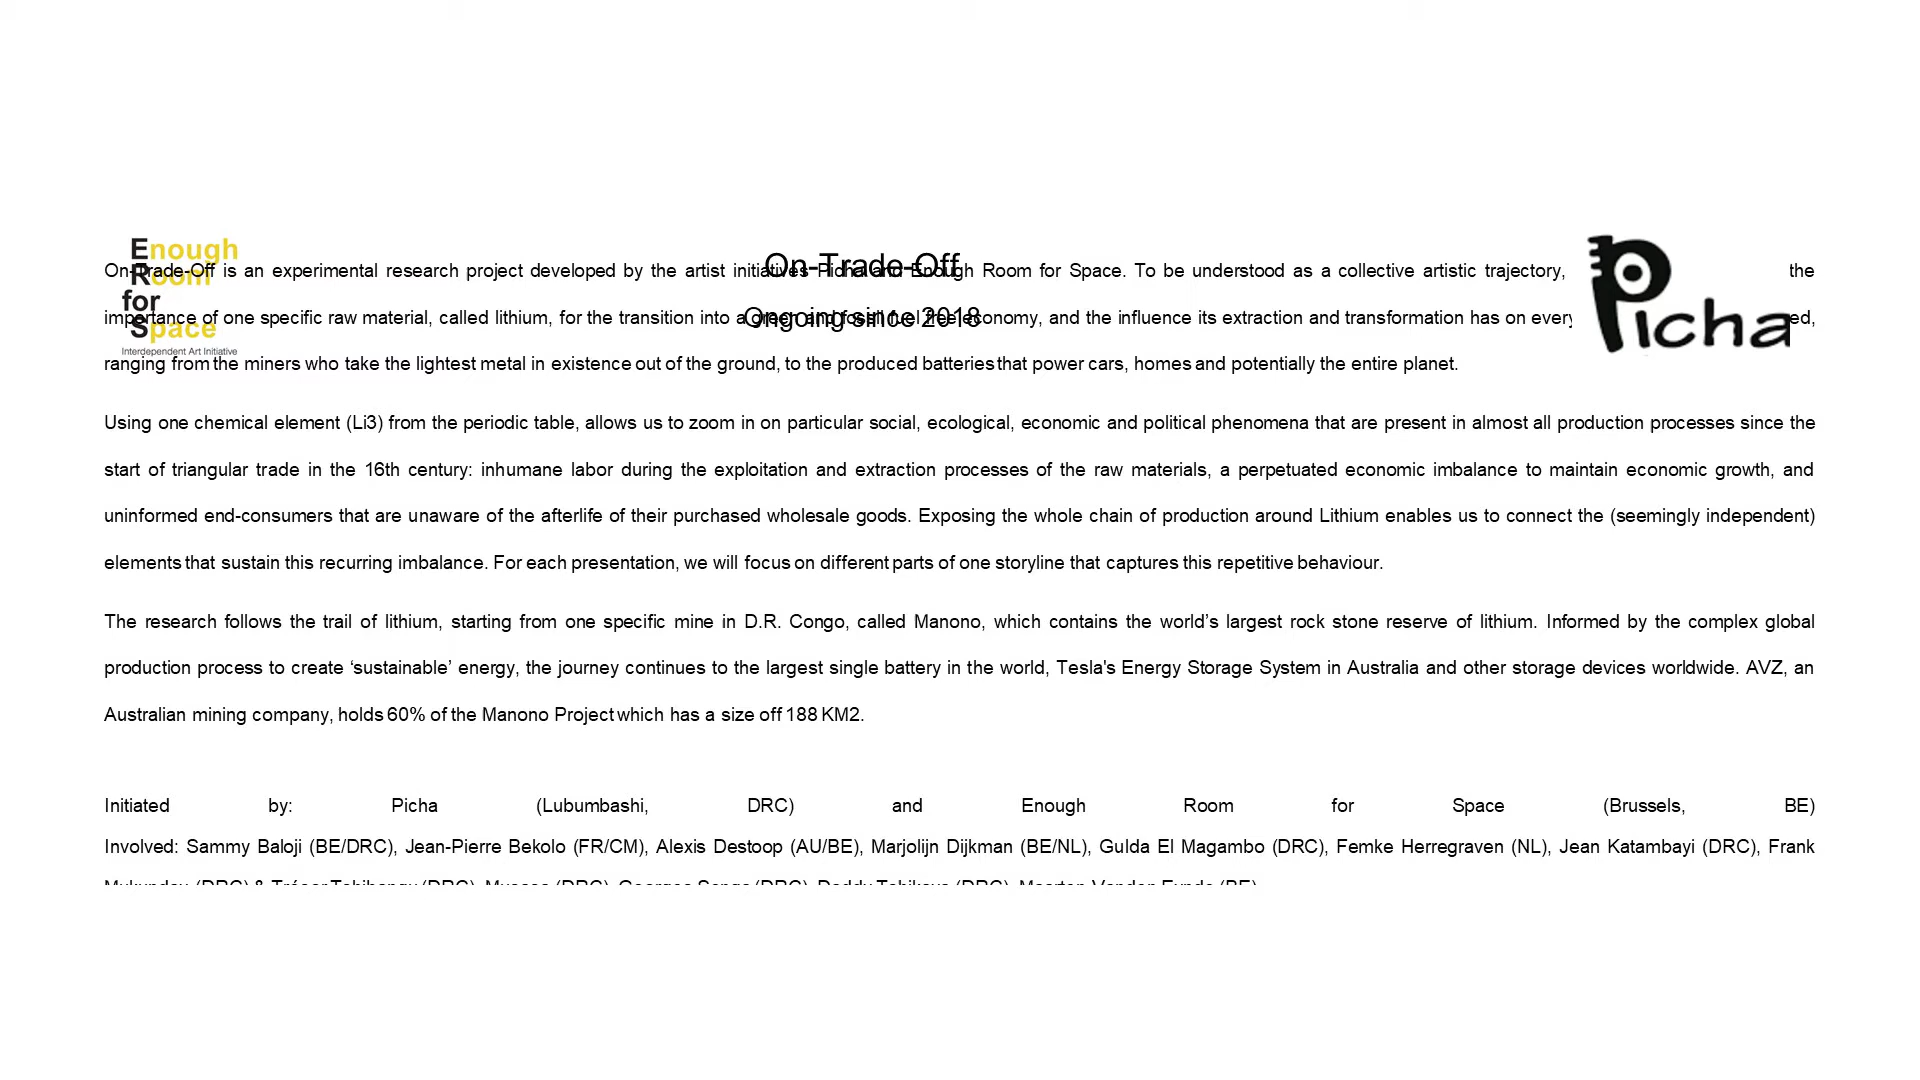 Enough
Room
for
Space
Interdependent Art Initiative
On-Trade-Off
Ongoing since 2018
Picha
On-Trade-Off is an experimental research project developed by the artist initiatives Picha and Enough Room for Space. To be understood as a collective artistic trajectory, the
importance of one specific raw material, called lithium, for the transition into a green and fossil fuel free economy, and the influence its extraction and transformation has on
ranging from the miners who take the lightest metal in existence out of the ground, to the produced batteries that power cars, homes and potentially the entire planet.
Using one chemical element (Li3) from the periodic table, allows us to zoom in on particular social, ecological, economic and political phenomena that are present in almost all production processes since the
start of triangular trade in the 16th century: inhumane labor during the exploitation and extraction processes of the raw materials, a perpetuated economic imbalance to maintain economic growth, and
uninformed end-consumers that are unaware of the afterlife of their purchased wholesale goods. Exposing the whole chain of production around Lithium enables us to connect the (seemingly independent)
elements that sustain this recurring imbalance. For each presentation, we will focus on different parts of one storyline that captures this repetitive behaviour.
The research follows the trail of lithium, starting from one specific mine in D.R. Congo, called Manono, which contains the world’s largest rock stone reserve of lithium. Informed by the complex global
production process to create ‘sustainable’ energy, the journey continues to the largest single battery in the world, Tesla's Energy Storage System in Australia and other storage devices worldwide. AVZ, an
Australian mining company, holds 60% of the Manono Project which has a size off 188 KM2.
Initiated by: Picha (Lubumbashi, DRC) and Enough Room for Space (Brussels, BE)
Involved: Sammy Baloji (BE/DRC), Jean-Pierre Bekolo (FR/CM), Alexis Destoop (AU/BE), Marjolijn Dijkman (BE/NL), Gulda El Magambo (DRC), Femke Herregraven (NL), Jean Katambayi (DRC), Frank